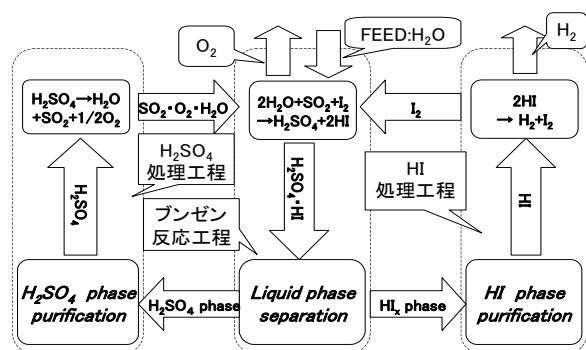 O₂
FEED:H₂O
H₂
H₂SO₄→H₂O
+SO₂+1/2O₂
SO₂・O₂・H₂O
2H₂O+SO₂+I₂
→H₂SO₄+2HI
I₂
2HI
→ H₂+I₂
H₂SO₄
処理工程
H₂SO₄
ブンゼン
反応工程
H₂SO₄・HI
HI
処理工程
HI
H₂SO₄ phase
purification
H₂SO₄ phase
Liquid phase
separation
HIₓ phase
HI phase
purification